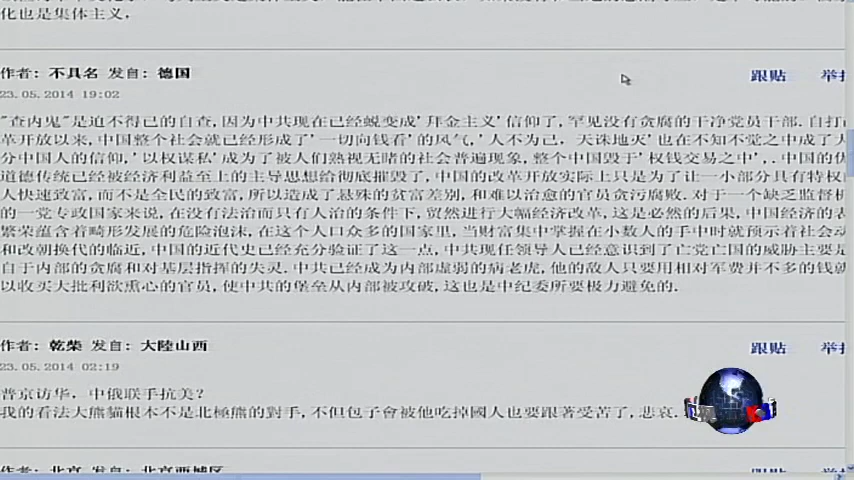 化也是集体主义，
作者: 不具名 发自: 德国
跟贴
23.05.2014 19:02
"查内鬼"是迫不得已的自查,因为中共现在已经蜕变成'拜金主义'信仰了,罕见没有贪腐的干净党员干部.自打
革开放以来,中国整个社会就已经形成了'一切向钱看'的风气,'人不为己，天诛地灭'也在不知不觉之中成了
分中国人的信仰,'以权谋私'成为了被人们熟视无睹的社会普遍现象,整个中国毁于'权钱交易之中',.中国的
道德传统已经被经济利益至上的主导思想给彻底摧毁了,中国的改革开放实际上只是为了让一小部分具有特权
人快速致富,而不是全民的致富,所以造成了悬殊的贫富差别,和难以治愈的官员贪污腐败.对于一个缺乏监督
的一党专政国家来说,在没有法治而只有人治的条件下,贸然进行大幅经济改革,这是必然的后果,中国经济的
繁荣蕴含着畸形发展的危险泡沫,在这个人口众多的国家里,当财富集中掌握在小数人的手中时就预示着社会
和改朝换代的临近,中国的近代史已经充分验证了这一点,中共现任领导人已经意识到了亡党亡国的威胁主要
自于内部的贪腐和对基层指挥的失灵.中共已经成为内部虚弱的病老虎,他的敌人只要用相对军费并不多的钱
以收买大批利欲熏心的官员,使中共的堡垒从内部被攻破,这也是中纪委所要极力避免的.
作者: 乾柴 发自: 大陸山西
跟贴
23.05.2014 02:19
普京访华，中俄联手抗美?
我的看法大熊貓根本不是北極熊的對手,不但包子會被他吃掉國人也要跟著受苦了,悲哀.